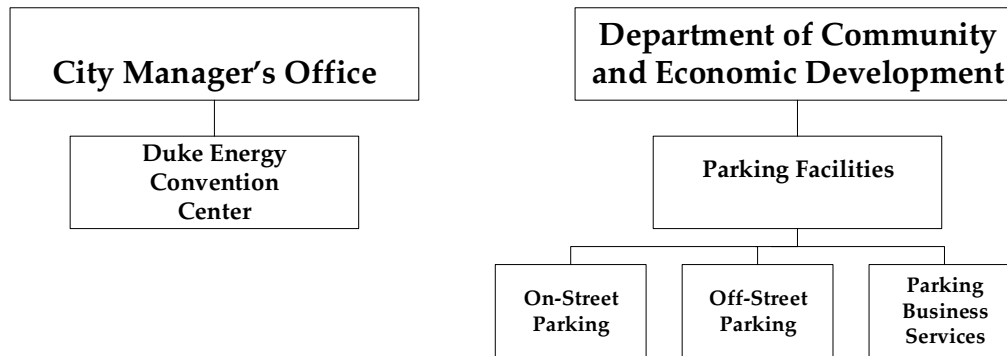 City Manager's Office
Duke Energy
Convention
Center
Department of Community
and Economic Development
Parking Facilities
On-Street
Parking
Off-Street
Parking
Parking
Business
Services